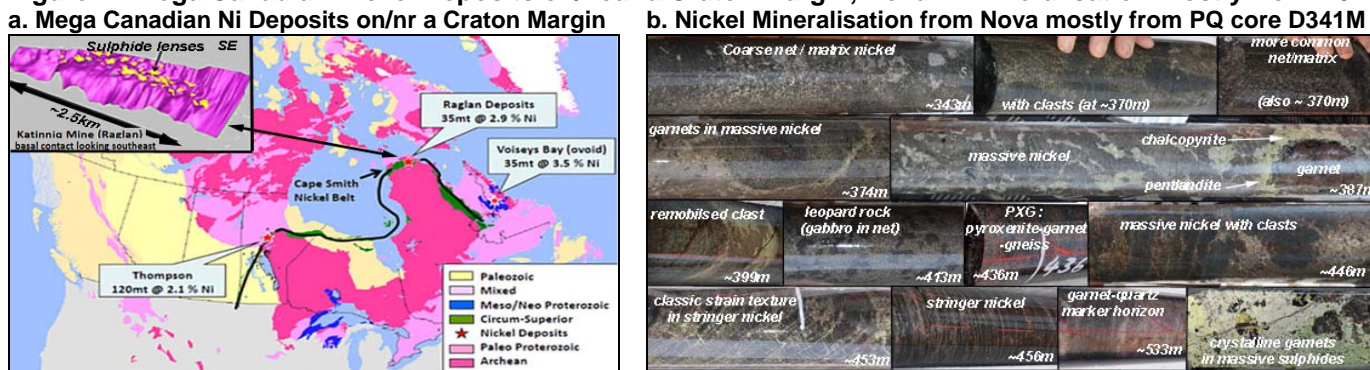 a. Mega Canadian Ni Deposits on/nr a Craton Margin
b. Nickel Mineralisation from Nova mostly from PQ core D341M
Sulphide lenses SE
~2.5km
Katinniq Mine (Raglan)
basal contact looking southeast
Raglan Deposits
35mt @ 2.9 % Ni
Voiseys Bay (ovoid)
35mt @ 3.5 % Ni
Cape Smith
Nickel Belt
Thompson
120mt @ 2.1 % Ni
Paleozoic
Mixed
Meso/Neo Proterozoic
Circum-Superior
Nickel Deposits
Paleo Proterozoic
Archean
Coarse net / matrix nickel
~343m
with clasts (at ~370m)
more common
net/matrix
(also ~ 370m)
garnets in massive nickel
~374m
massive nickel
chalcopyrite
pentlandite
garnet
~387m
remobilsed clast
~399m
leopard rock
(gabbro in net)
~413m
PXG :
pyroxenite-garnet
-gneiss
~436m
436
massive nickel with clasts
~446m
classic strain texture
in stringer nickel
~453m
stringer nickel
~456m
garnet-quartz
marker horizon
~533m
crystalline garnets
in massive sulphides